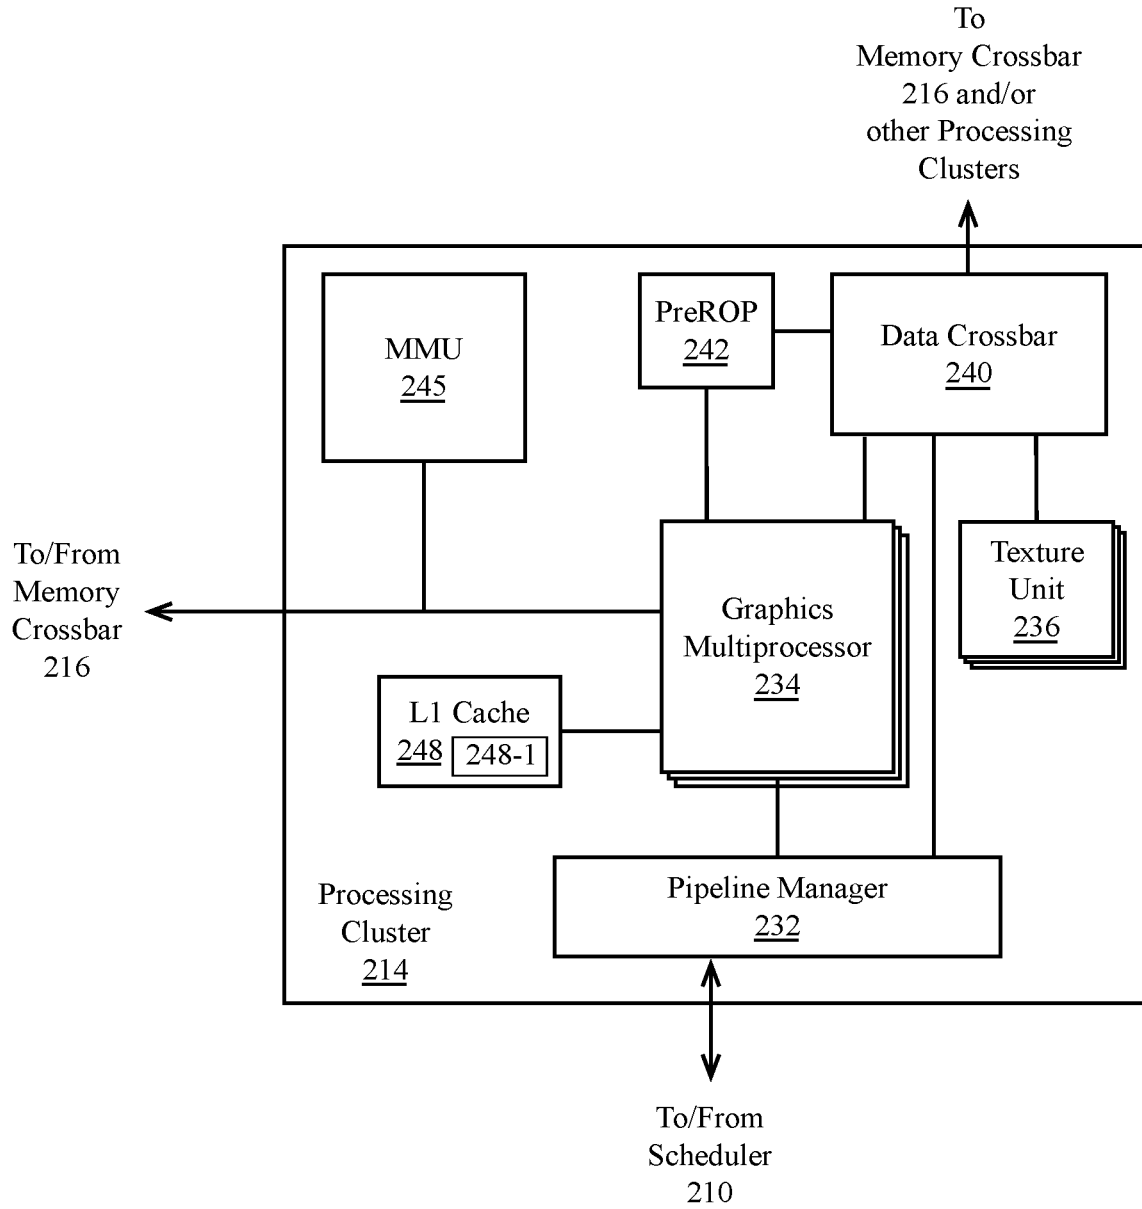 To
Memory Crossbar
216 and/or
other Processing
Clusters
MMU
245
PreROP
242
Data Crossbar
240
To/From
Memory
Crossbar
216
Graphics
Multiprocessor
234
Texture
Unit
236
L1 Cache
248 248-1
Pipeline Manager
232
Processing
Cluster
214
To/From
Scheduler
210